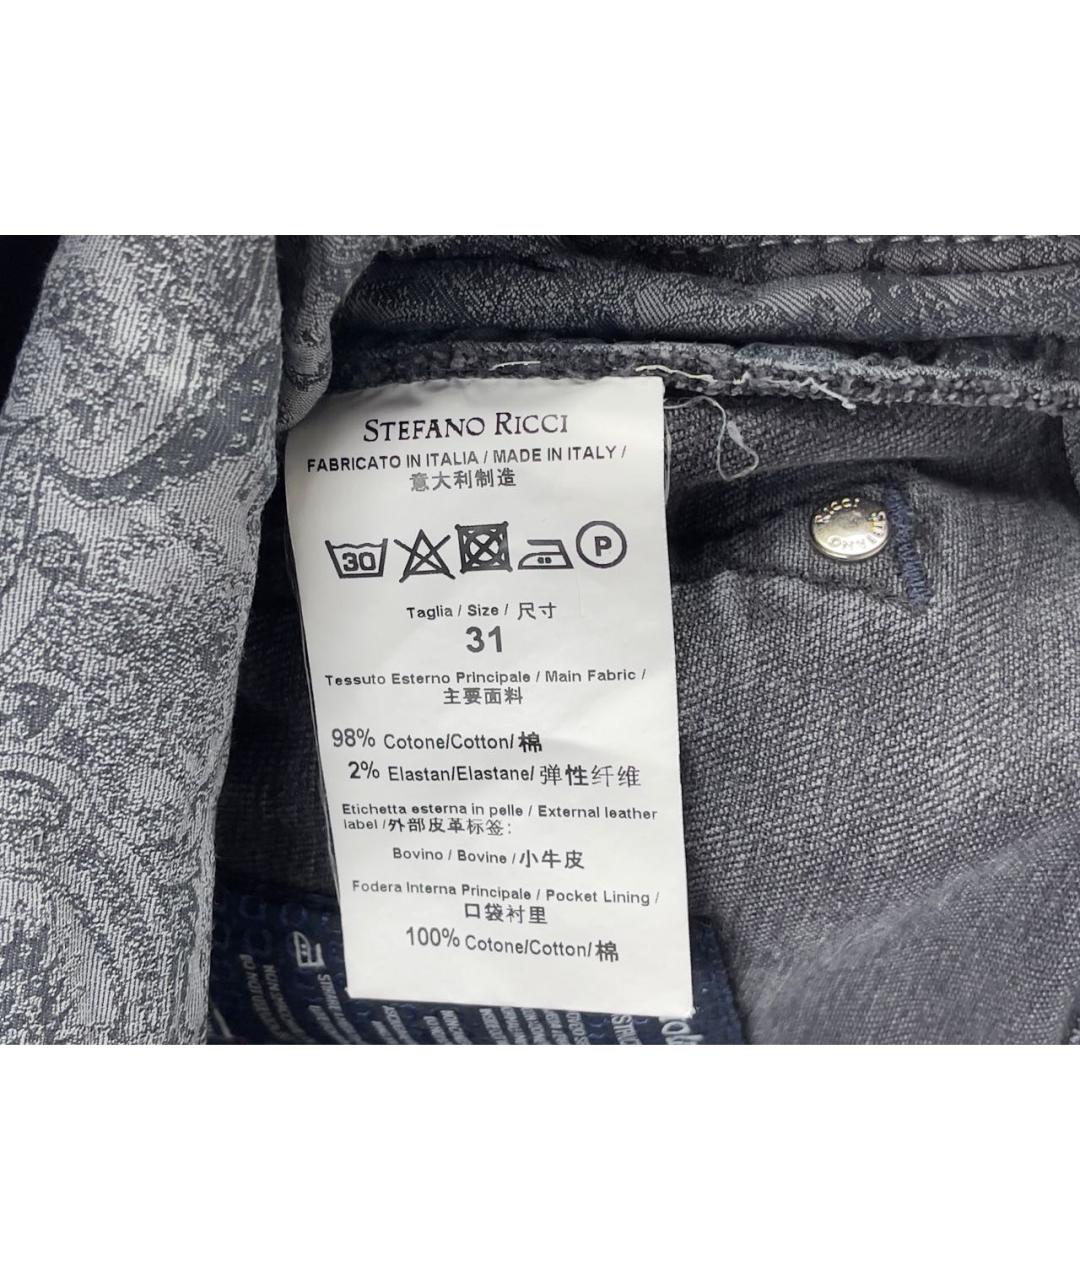 STEFANO RICCI
FABRICATO IN ITALIA / MADE IN ITALY /
意大利制造
30 P
Taglia / Size / 尺寸
31
Tessuto Esterno Principale / Main Fabric /
主要面料
98% Cotone/Cotton/ 棉
2% Elastan/Elastane/ 弹性纤维
Etichetta esterna in pelle / External leather
label /外部皮革标签:
Bovino / Bovine /小牛皮
Fodera Interna Principale / Pocket Lining /
口袋衬里
100% Cotone/Cotton/ 棉
RICCI